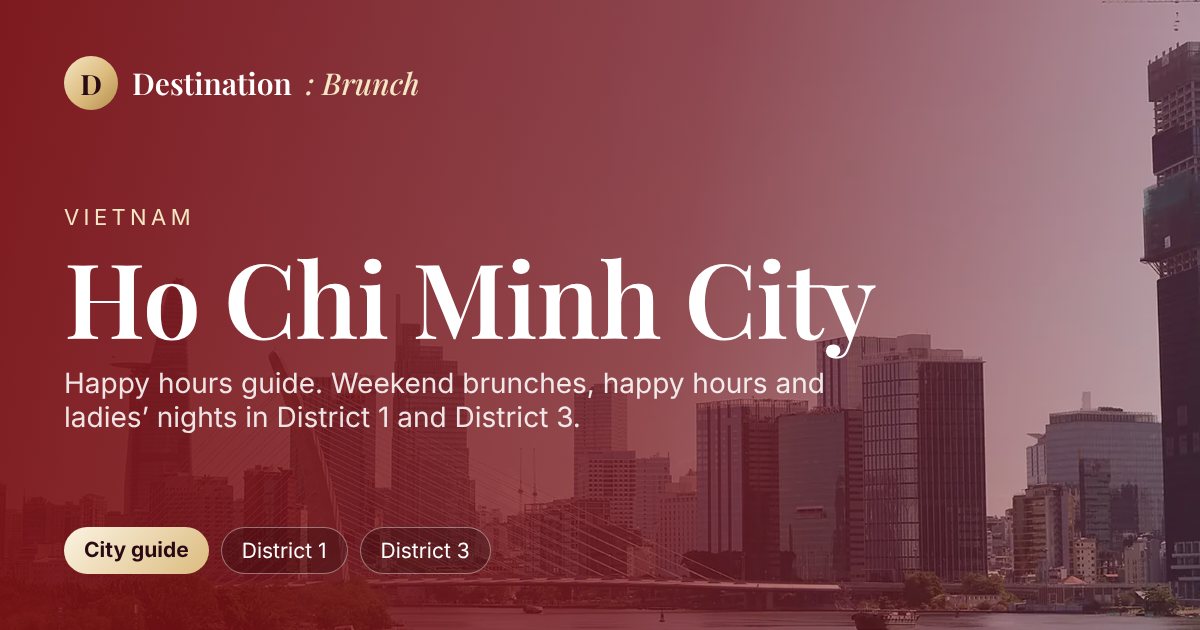 D
Destination : Brunch
VIETNAM
Ho Chi Minh City
Happy hours guide. Weekend brunches, happy hours and
ladies’ nights in District 1 and District 3.
City guide
District 1
District 3